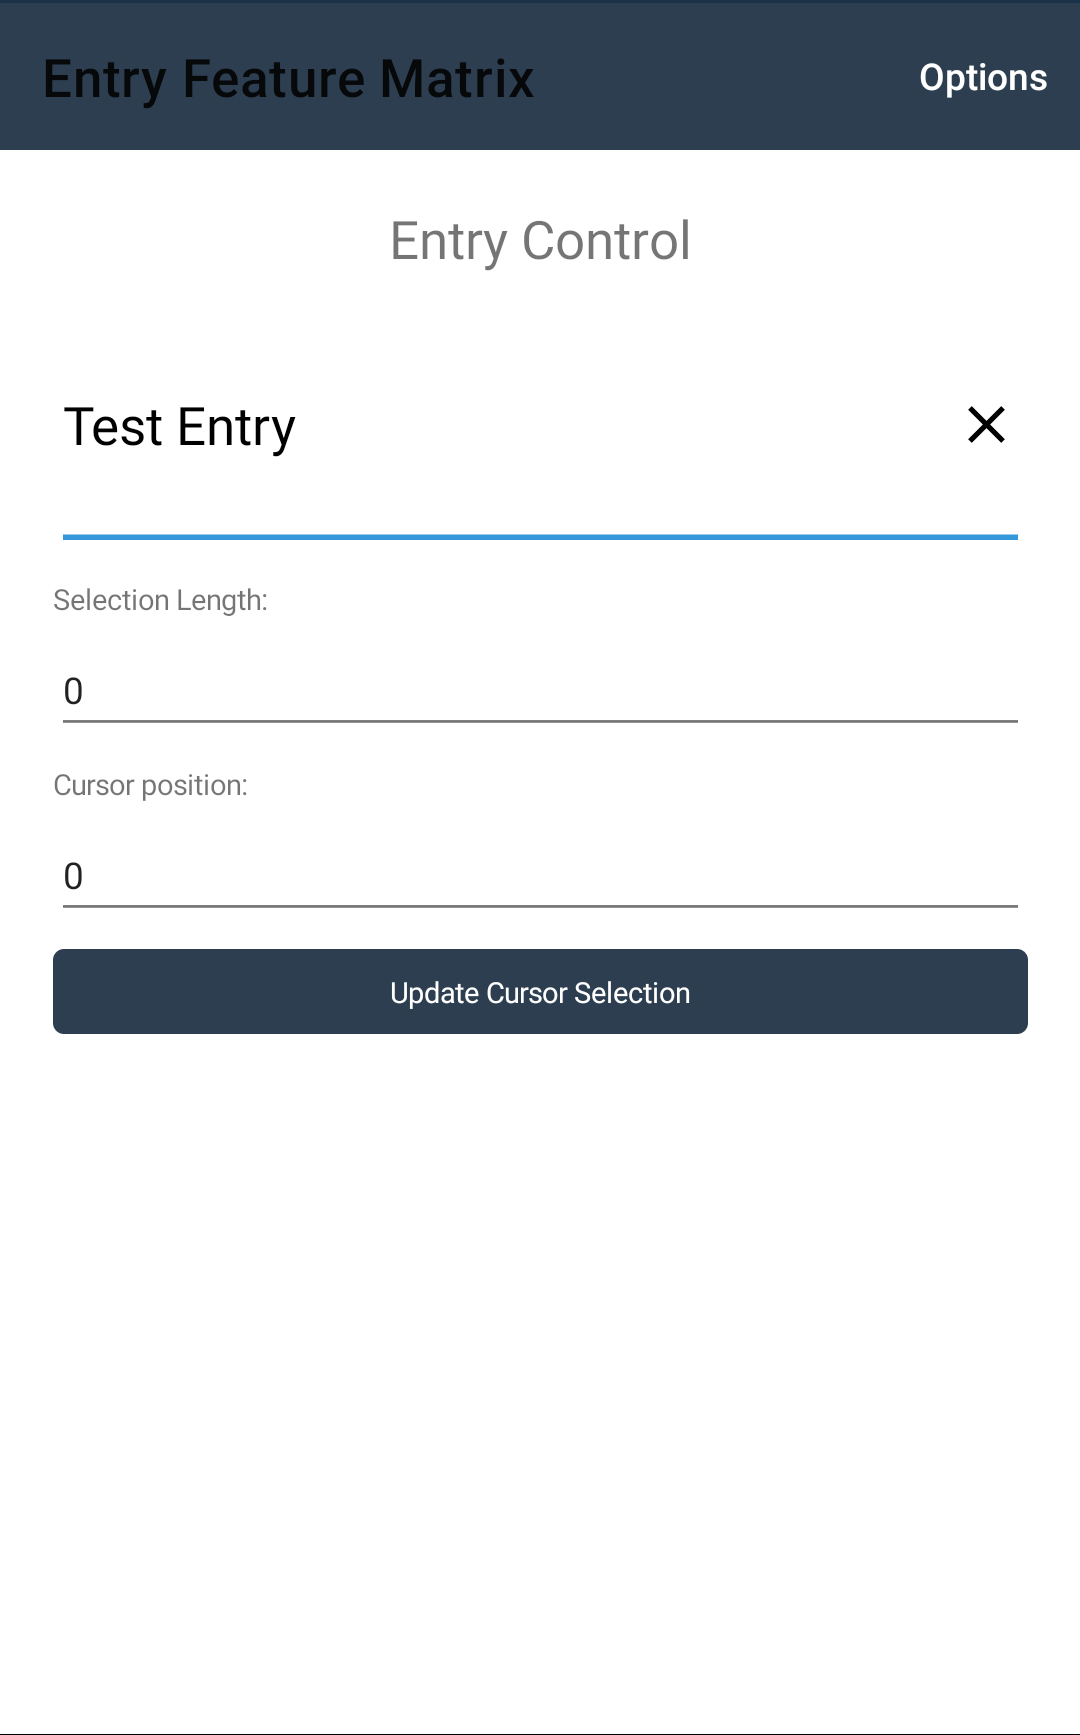 Entry Feature Matrix
Options
Entry Control
Test Entry
Selection Length:
0
Cursor position:
0
Update Cursor Selection